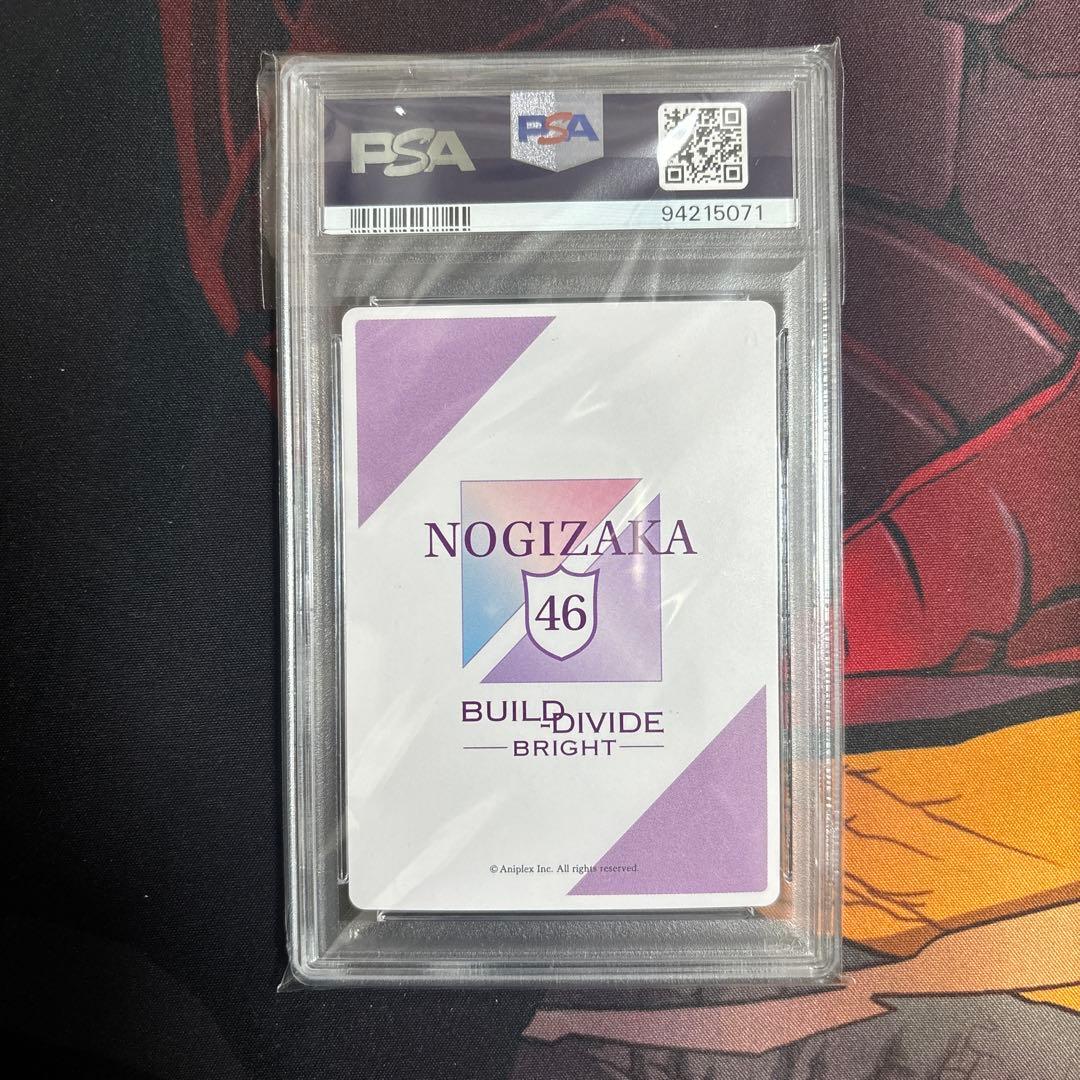 PSA
PSA
94215071
NOGIZAKA
46
BUILD-DIVIDE
BRIGHT
© Aniplex Inc. All rights reserved.